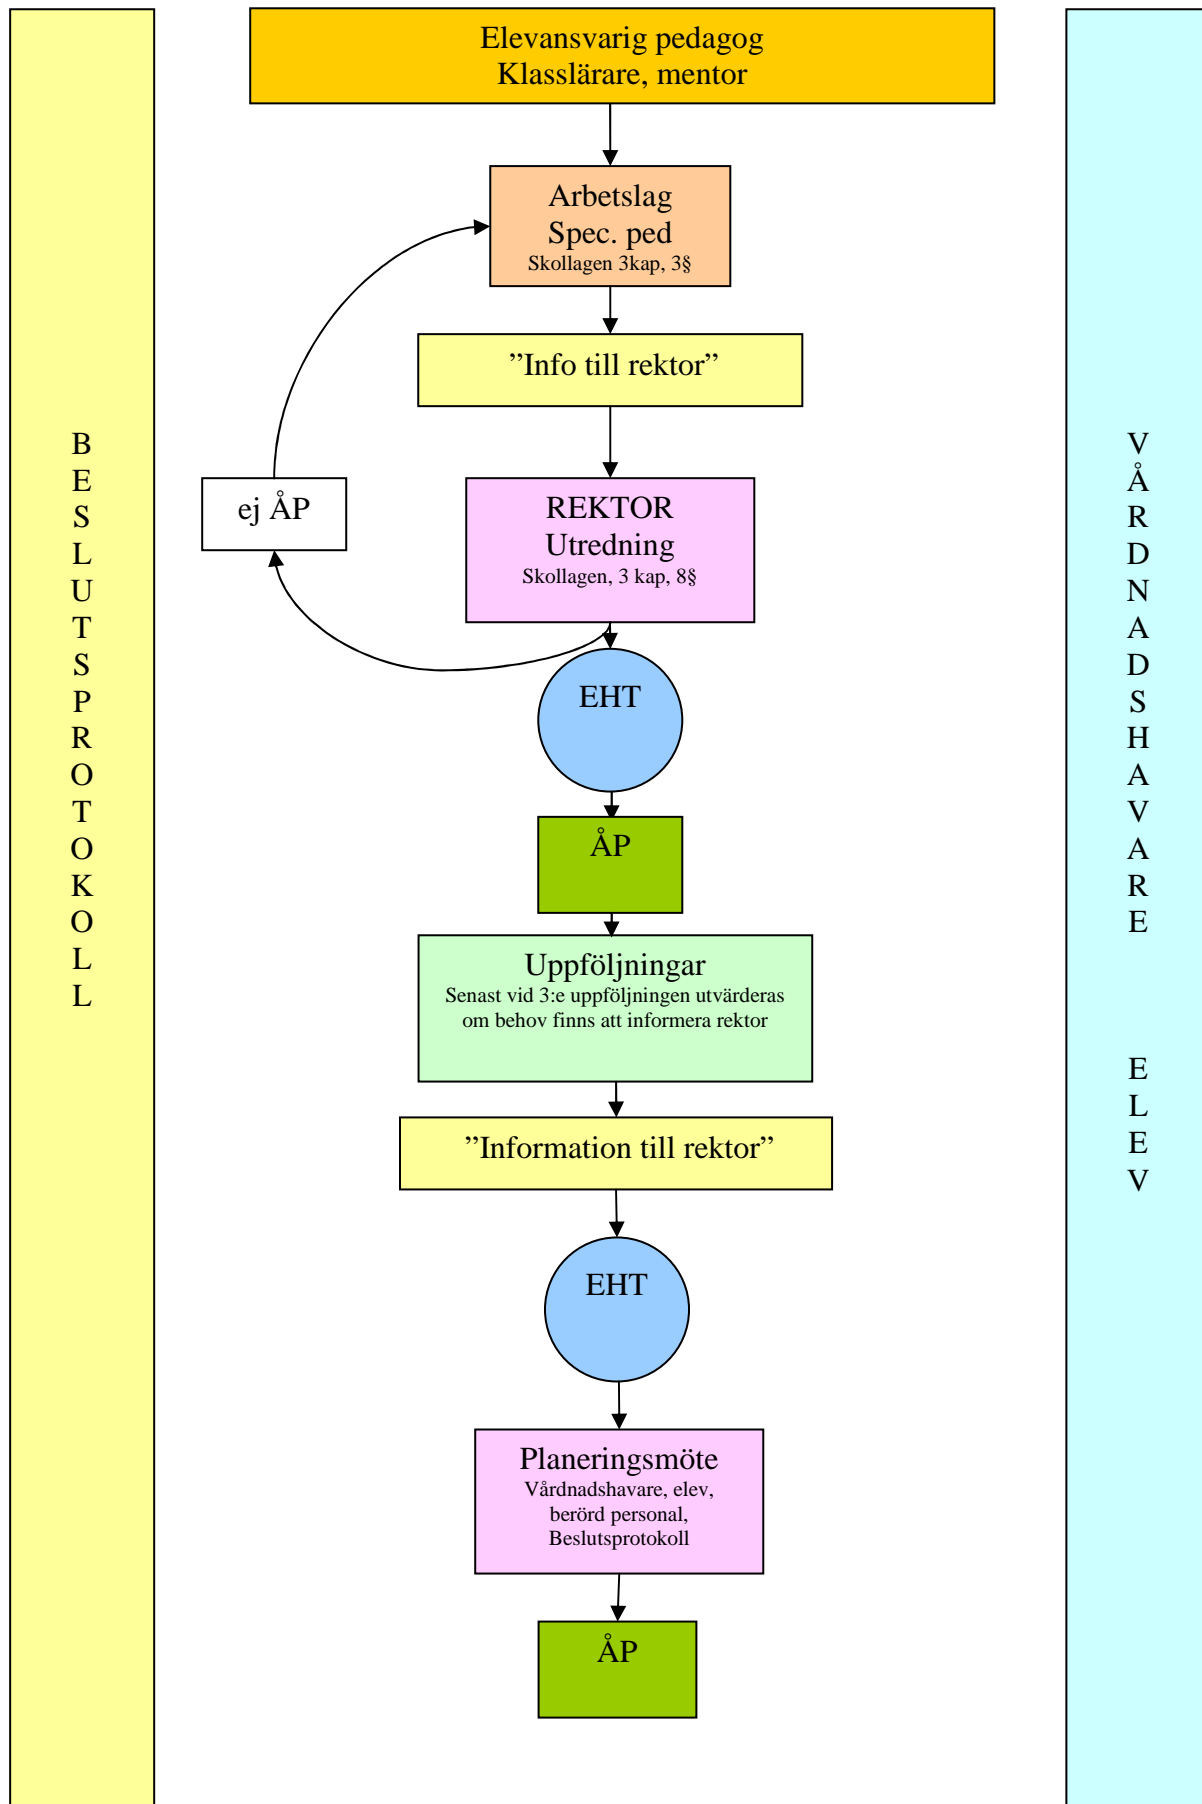 Elevansvarig pedagog
Klasslärare, mentor
Arbetslag
Spec. ped
Skollagen 3kap, 3§
”Info till rektor”
ej ÅP
REKTOR
Utredning
Skollagen, 3 kap, 8§
EHT
ÅP
Uppföljningar
Senast vid 3:e uppföljningen utvärderas
om behov finns att informera rektor
”Information till rektor”
EHT
Planeringsmöte
Vårdnadshavare, elev,
berörd personal,
Beslutsprotokoll
ÅP
B
E
S
L
U
T
S
P
R
O
T
O
K
O
L
L
V
Å
R
D
N
A
D
S
H
A
V
A
R
E
E
L
E
V